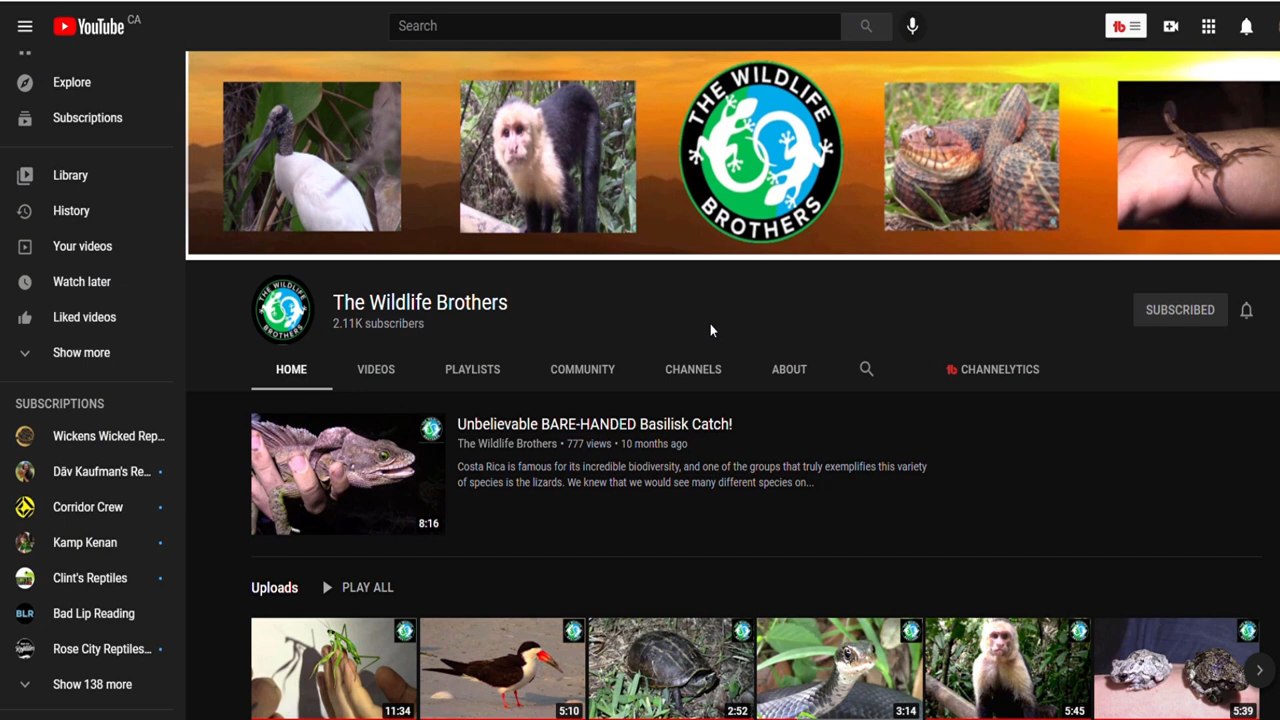 YouTube CA
Search
tb
Explore
Subscriptions
Library
History
Your videos
Watch later
Liked videos
Show more
SUBSCRIPTIONS
Wickens Wicked Rep...
Dāv Kaufman's Re...
Corridor Crew
Kamp Kenan
Clint's Reptiles
BLR
Bad Lip Reading
Rose City Reptiles...
Show 138 more
THE WILDLIFE
BROTHERS
THE WILDLIFE
BROTHERS
The Wildlife Brothers
2.11K subscribers
SUBSCRIBED
HOME VIDEOS PLAYLISTS COMMUNITY CHANNELS ABOUT tb CHANNELYTICS
Unbelievable BARE-HANDED Basilisk Catch!
The Wildlife Brothers • 777 views • 10 months ago
Costa Rica is famous for its incredible biodiversity, and one of the groups that truly exemplifies this variety
of species is the lizards. We knew that we would see many different species on...
8:16
Uploads PLAY ALL
11:34 5:10 2:52 3:14 5:45 5:39